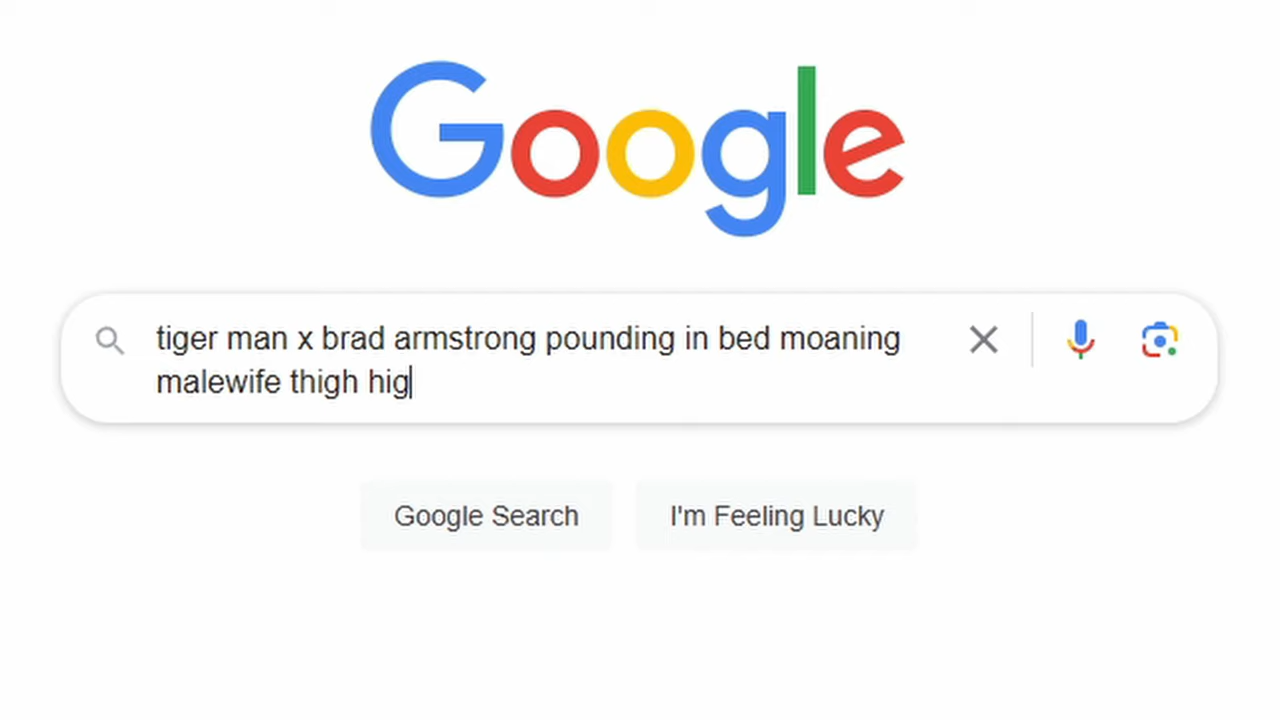 Google
tiger man x brad armstrong pounding in bed moaning
malewife thigh hig
Google Search
I'm Feeling Lucky